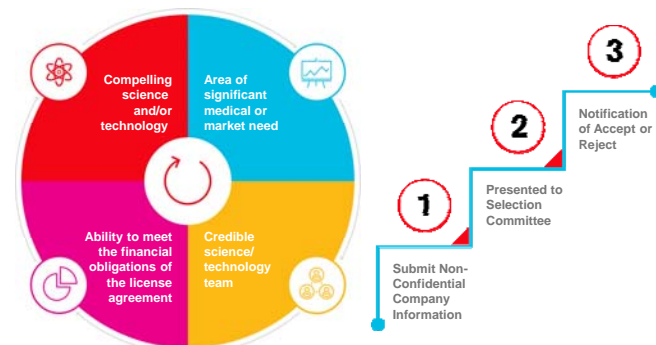 Compelling
science
and/or
technology
Area of
significant
medical or
market need
Ability to meet
the financial
obligations of
the license
agreement
Credible
science/
technology
team
1
Submit Non-
Confidential
Company
Information
2
Presented to
Selection
Committee
3
Notification
of Accept or
Reject